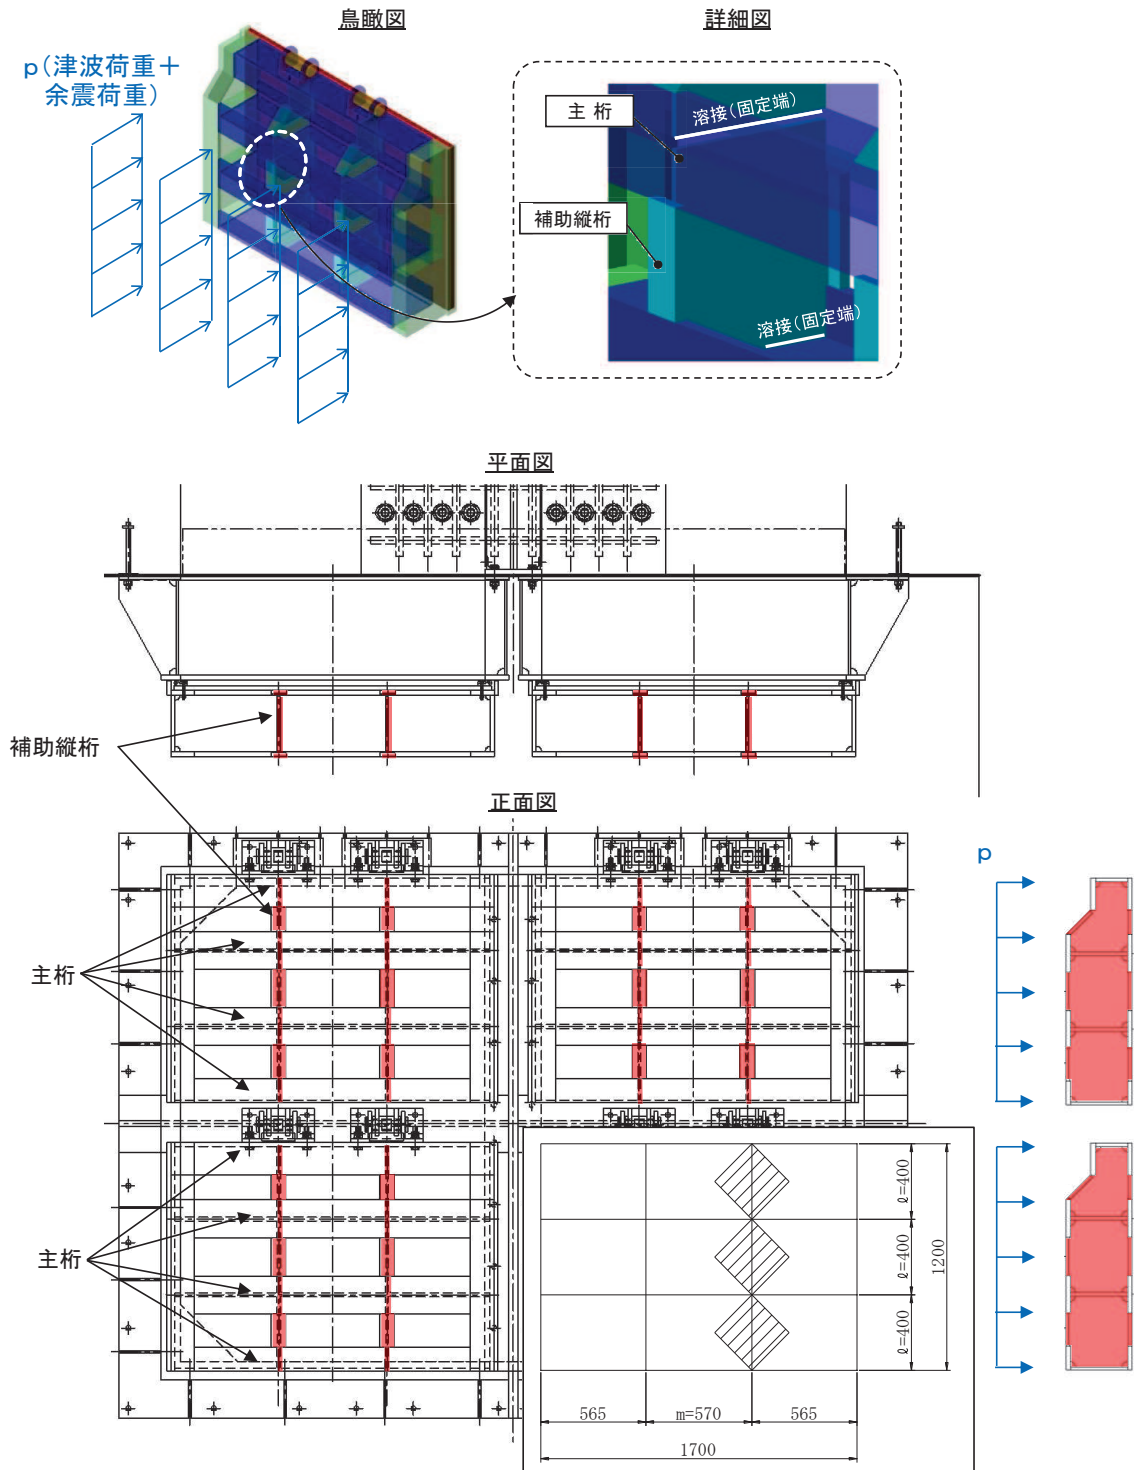 鳥瞰図
詳細図
p(津波荷重＋
余震荷重)
主 桁
溶接(固定端)
補助縦桁
溶接(固定端)
平面図
補助縦桁
正面図
p
主桁
主桁
ℓ=400
ℓ=400
ℓ=400
1200
565
m=570
565
1700